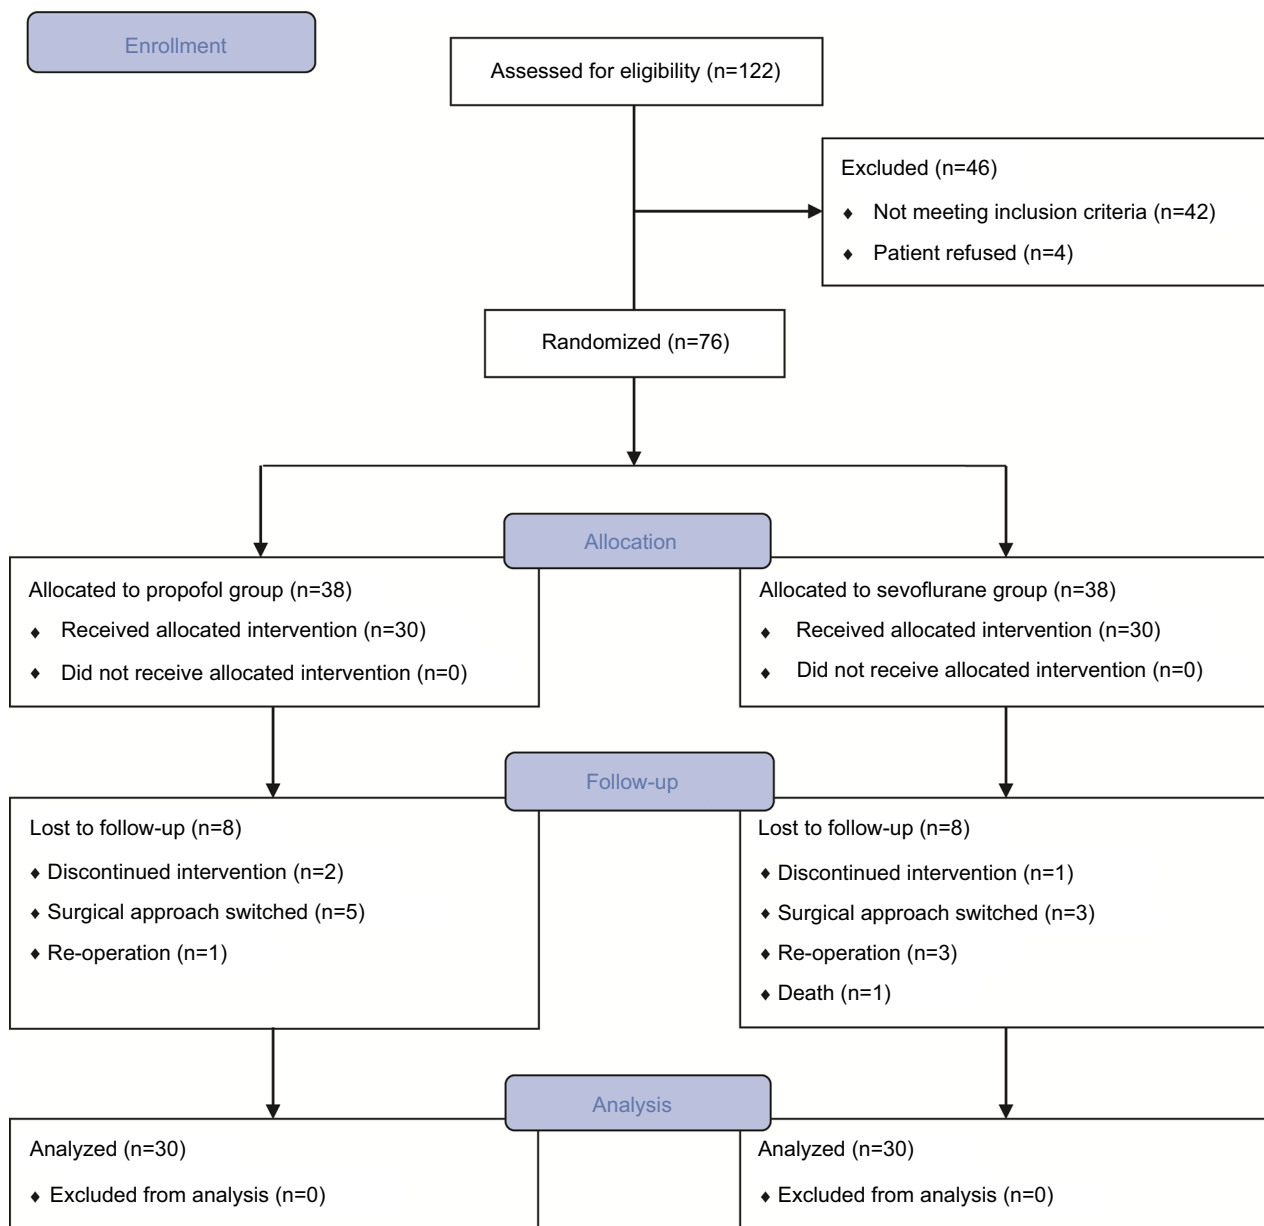 Enrollment
Assessed for eligibility (n=122)
Excluded (n=46)
♦ Not meeting inclusion criteria (n=42)
♦ Patient refused (n=4)
Randomized (n=76)
Allocation
Allocated to propofol group (n=38)
♦ Received allocated intervention (n=30)
♦ Did not receive allocated intervention (n=0)
Allocated to sevoflurane group (n=38)
♦ Received allocated intervention (n=30)
♦ Did not receive allocated intervention (n=0)
Follow-up
Lost to follow-up (n=8)
♦ Discontinued intervention (n=2)
♦ Surgical approach switched (n=5)
♦ Re-operation (n=1)
Lost to follow-up (n=8)
♦ Discontinued intervention (n=1)
♦ Surgical approach switched (n=3)
♦ Re-operation (n=3)
♦ Death (n=1)
Analysis
Analyzed (n=30)
♦ Excluded from analysis (n=0)
Analyzed (n=30)
♦ Excluded from analysis (n=0)